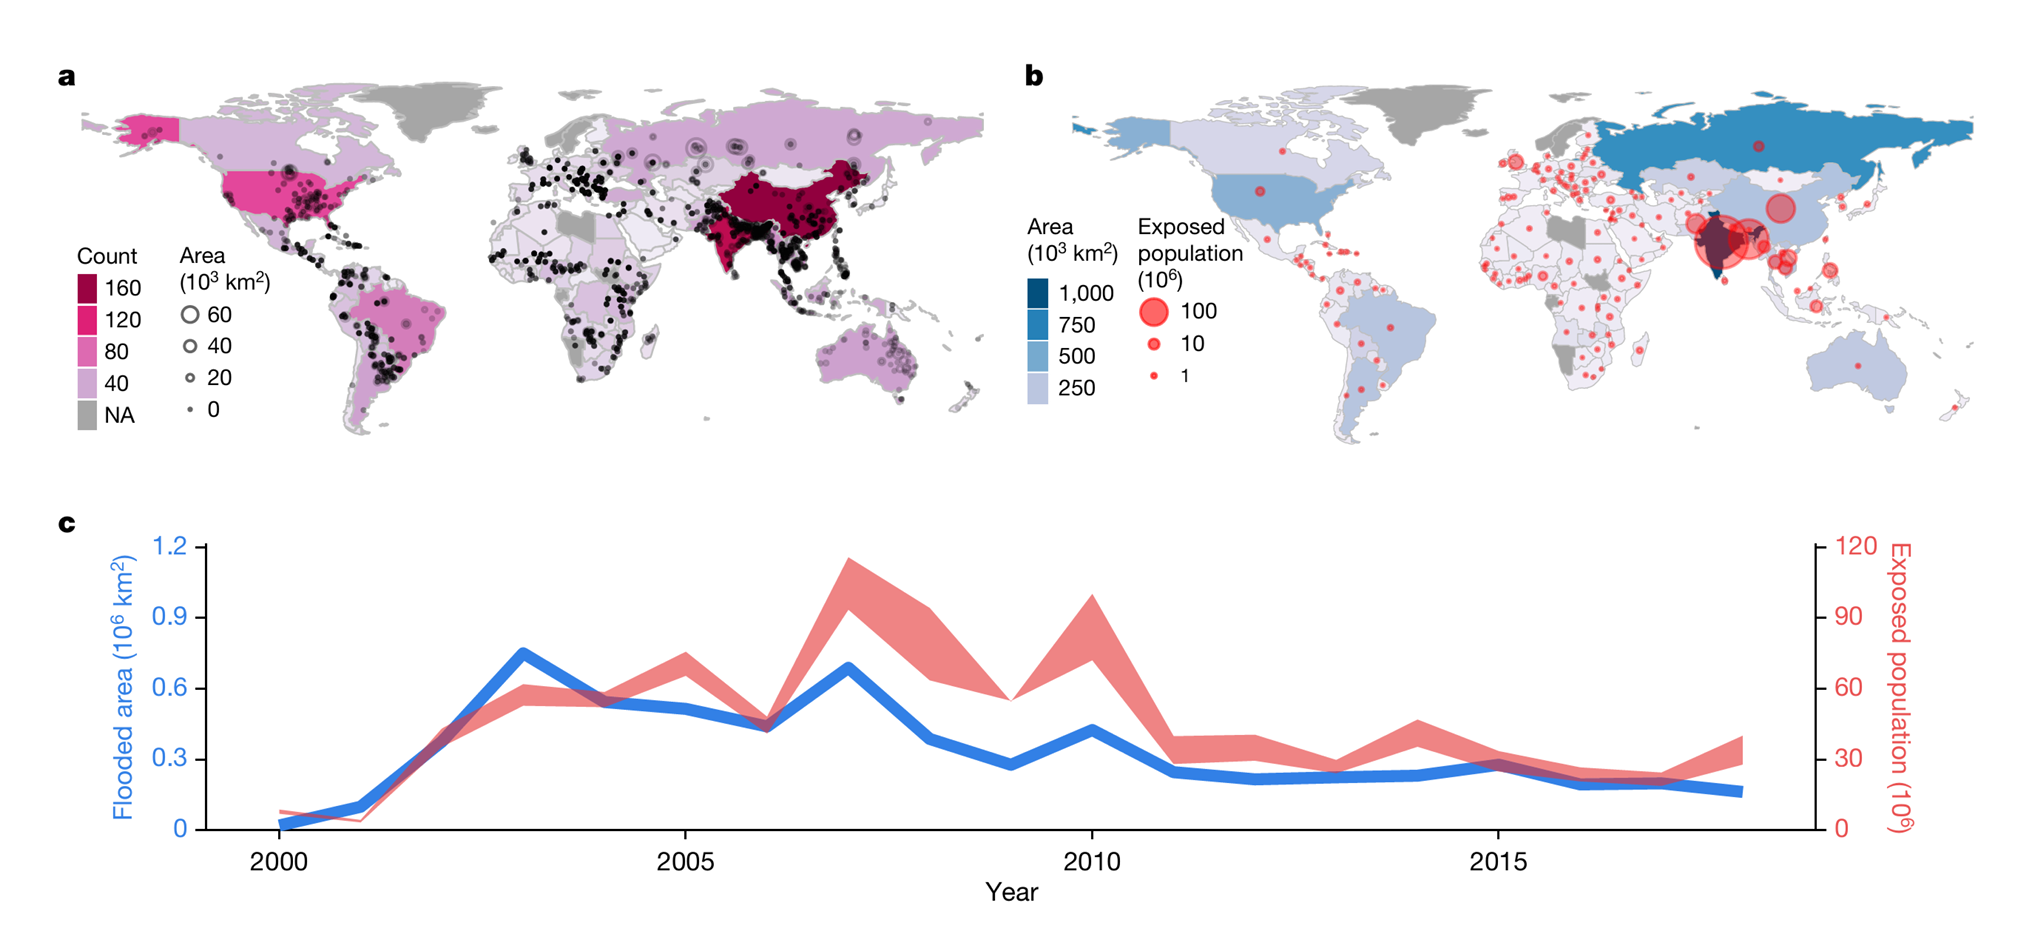 a
Count
160
120
80
40
NA
Area
(10³ km²)
60
40
20
0
b
Area
(10³ km²)
1,000
750
500
250
Exposed
population
(10⁶)
100
10
1
c
Flooded area (10⁶ km²)
1.2
0.9
0.6
0.3
0
120
90
60
30
0
Exposed population (10⁶)
2000
2005
2010
2015
Year